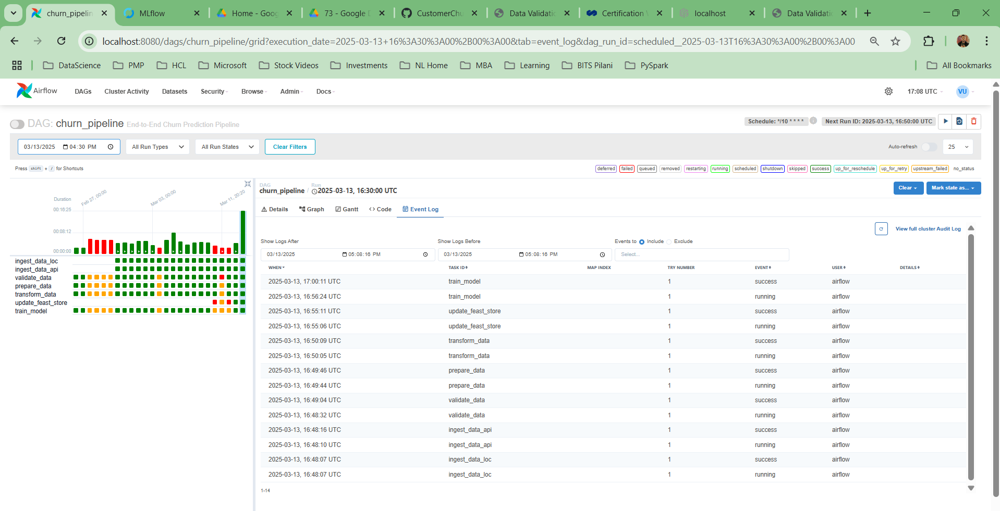 churn_pipelin
MLflow
Home - Goog
73 - Google D
CustomerChu
Data Validatio
Certification V
localhost
Data Validatio
localhost:8080/dags/churn_pipeline/grid?execution_date=2025-03-13+16%3A30%3A00%2B00%3A00&tab=event_log&dag_run_id=scheduled__2025-03-13T16%3A30%3A00%2B00%3A00
DataScience PMP HCL Microsoft Stock Videos Investments NL Home MBA Learning BITS Pilani PySpark All Bookmarks
Airflow DAGs Cluster Activity Datasets Security Browse Admin Docs 17:08 UTC VU
DAG: churn_pipeline End-to-End Churn Prediction Pipeline Schedule: */10 * * * * Next Run ID: 2025-03-13, 16:50:00 UTC
03/13/2025 04:30 PM All Run Types All Run States Clear Filters Auto-refresh 25
Press shift + / for Shortcuts deferred failed queued removed restarting running scheduled shutdown skipped success up_for_reschedule up_for_retry upstream_failed no_status
Feb 27, 00:00
Mar 03, 00:00
Mar 11, 20:20
Duration
00:16:25
00:08:12
00:00:00
ingest_data_loc
ingest_data_api
validate_data
prepare_data
transform_data
update_feast_store
train_model
DAG Run
churn_pipeline / 2025-03-13, 16:30:00 UTC Clear Mark state as...
Details Graph Gantt Code Event Log
View full cluster Audit Log
Show Logs After Show Logs Before Events to Include Exclude
03/13/2025 05:08:16 PM 03/13/2025 05:08:16 PM Select...
WHEN TASK ID MAP INDEX TRY NUMBER EVENT USER DETAILS
2025-03-13, 17:00:11 UTC train_model 1 success airflow
2025-03-13, 16:56:24 UTC train_model 1 running airflow
2025-03-13, 16:55:11 UTC update_feast_store 1 success airflow
2025-03-13, 16:55:06 UTC update_feast_store 1 running airflow
2025-03-13, 16:50:09 UTC transform_data 1 success airflow
2025-03-13, 16:50:05 UTC transform_data 1 running airflow
2025-03-13, 16:49:46 UTC prepare_data 1 success airflow
2025-03-13, 16:49:44 UTC prepare_data 1 running airflow
2025-03-13, 16:49:04 UTC validate_data 1 success airflow
2025-03-13, 16:48:32 UTC validate_data 1 running airflow
2025-03-13, 16:48:16 UTC ingest_data_api 1 success airflow
2025-03-13, 16:48:10 UTC ingest_data_api 1 running airflow
2025-03-13, 16:48:07 UTC ingest_data_loc 1 success airflow
2025-03-13, 16:48:07 UTC ingest_data_loc 1 running airflow
1-14